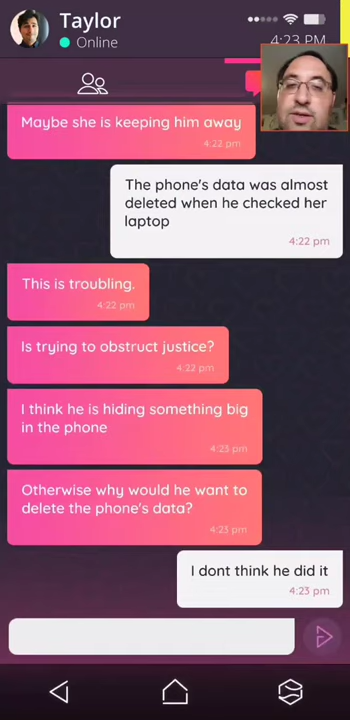 Taylor
Online
4:23 PM
Maybe she is keeping him away
4:22 pm
The phone's data was almost
deleted when he checked her
laptop
4:22 pm
This is troubling.
4:22 pm
Is trying to obstruct justice?
4:22 pm
I think he is hiding something big
in the phone
4:23 pm
Otherwise why would he want to
delete the phone's data?
4:23 pm
I dont think he did it
4:23 pm